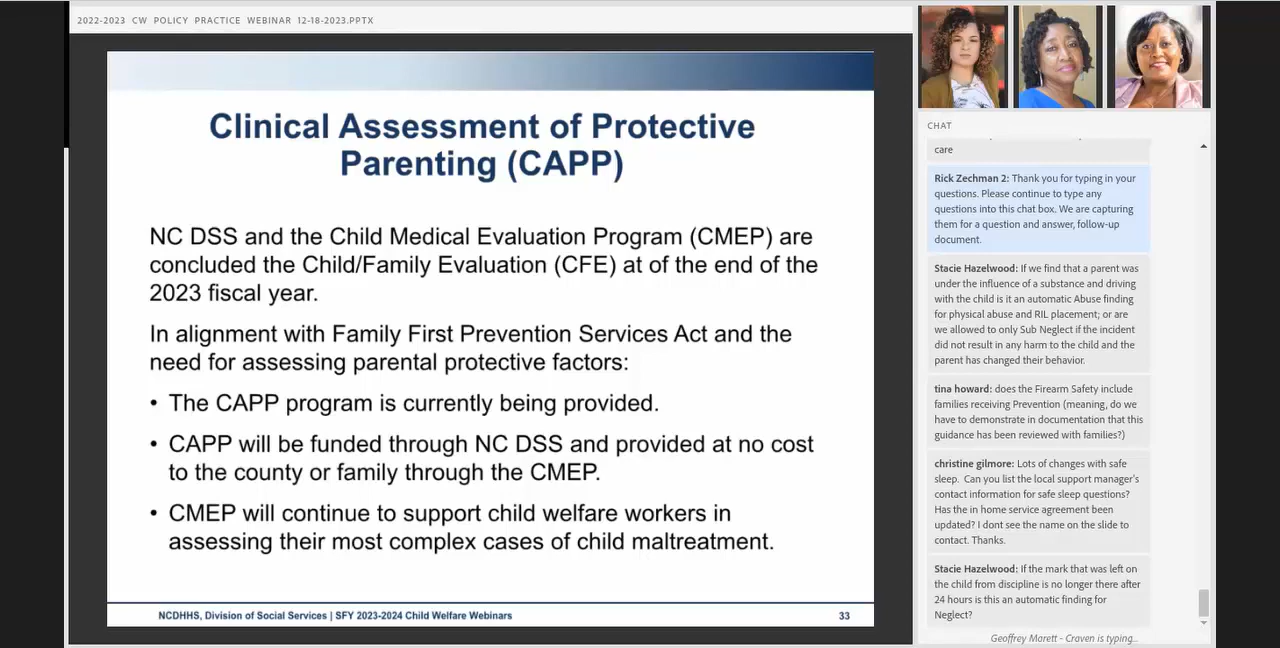 2022-2023 CW POLICY PRACTICE WEBINAR 12-18-2023.PPTX
Clinical Assessment of Protective
Parenting (CAPP)
NC DSS and the Child Medical Evaluation Program (CMEP) are
concluded the Child/Family Evaluation (CFE) at of the end of the
2023 fiscal year.
In alignment with Family First Prevention Services Act and the
need for assessing parental protective factors:
• The CAPP program is currently being provided.
• CAPP will be funded through NC DSS and provided at no cost
to the county or family through the CMEP.
• CMEP will continue to support child welfare workers in
assessing their most complex cases of child maltreatment.
NCDHHS, Division of Social Services | SFY 2023-2024 Child Welfare Webinars
33
CHAT
care
Rick Zechman 2: Thank you for typing in your
questions. Please continue to type any
questions into this chat box. We are capturing
them for a question and answer, follow-up
document.
Stacie Hazelwood: If we find that a parent was
under the influence of a substance and driving
with the child is it an automatic Abuse finding
for physical abuse and RIL placement; or are
we allowed to only Sub Neglect if the incident
did not result in any harm to the child and the
parent has changed their behavior.
tina howard: does the Firearm Safety include
families receiving Prevention (meaning, do we
have to demonstrate in documentation that this
guidance has been reviewed with families?)
christine gilmore: Lots of changes with safe
sleep.  Can you list the local support manager's
contact information for safe sleep questions?
Has the in home service agreement been
updated? I dont see the name on the slide to
contact. Thanks.
Stacie Hazelwood: If the mark that was left on
the child from discipline is no longer there after
24 hours is this an automatic finding for
Neglect?
Geoffrey Marett - Craven is typing...